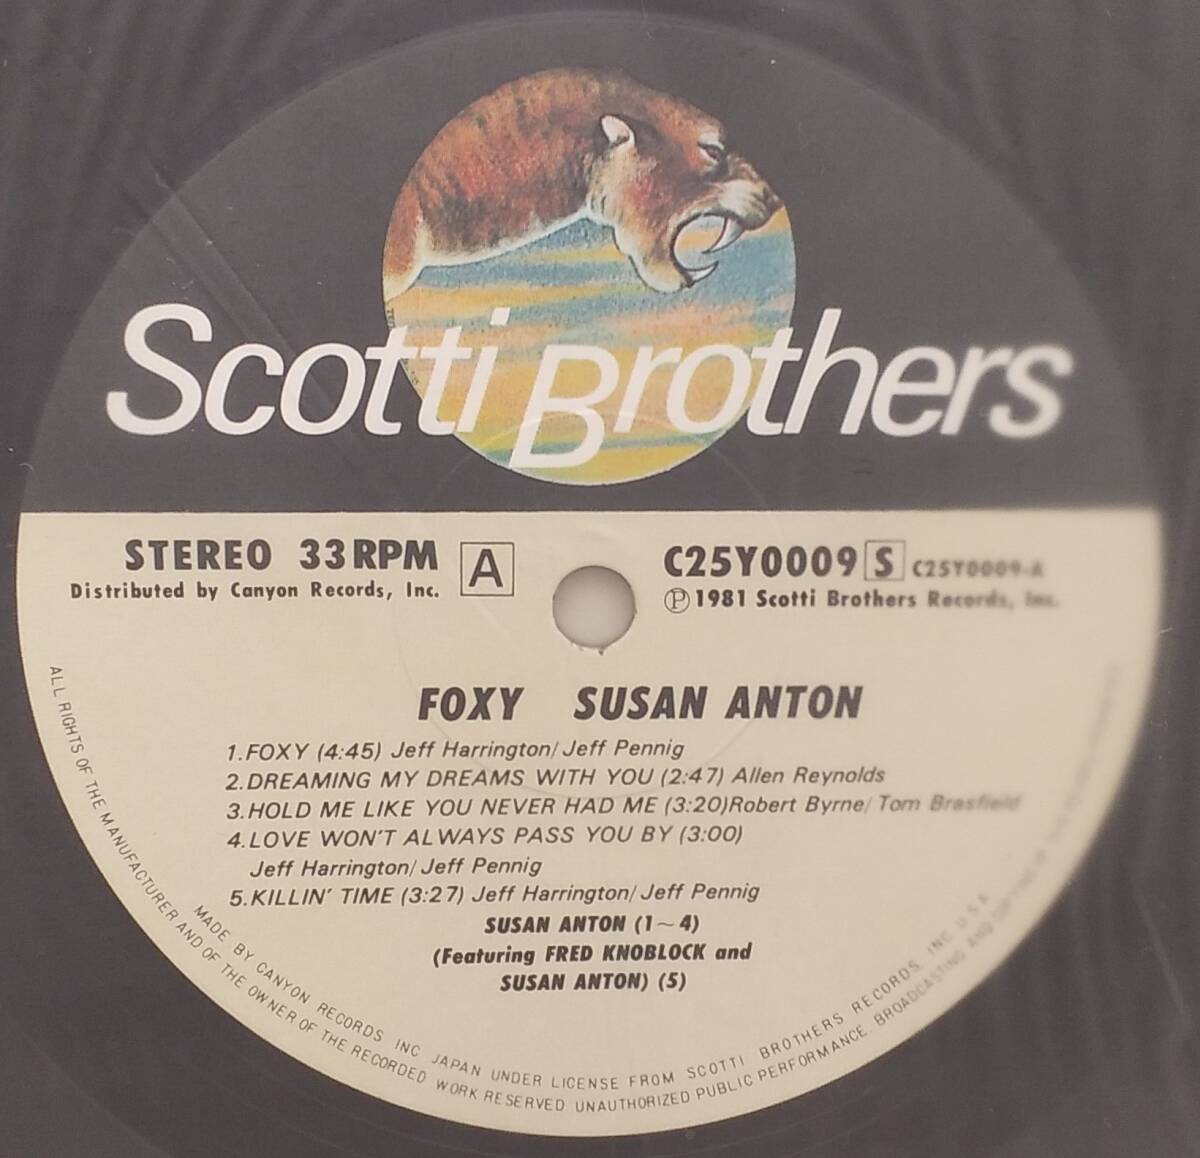 Scotti Brothers
STEREO 33 RPM A
Distributed by Canyon Records, Inc.
C25Y0009 S C25Y0009-A
Ⓟ1981 Scotti Brothers Records, Inc.
FOXY SUSAN ANTON
1.FOXY (4:45) Jeff Harrington/Jeff Pennig
2.DREAMING MY DREAMS WITH YOU (2:47) Allen Reynolds
3.HOLD ME LIKE YOU NEVER HAD ME (3:20)Robert Byrne/Tom Brasfield
4.LOVE WON'T ALWAYS PASS YOU BY (3:00)
Jeff Harrington/Jeff Pennig
5.KILLIN' TIME (3:27) Jeff Harrington/Jeff Pennig
SUSAN ANTON (1~4)
(Featuring FRED KNOBLOCK and
SUSAN ANTON) (5)
MADE BY CANYON RECORDS INC JAPAN UNDER LICENSE FROM SCOTTI BROTHERS RECORDS, INC U.S.A.
ALL RIGHTS OF THE MANUFACTURER AND OF THE OWNER OF THE RECORDED WORK RESERVED UNAUTHORIZED PUBLIC PERFORMANCE BROADCASTING AND COPYING OF